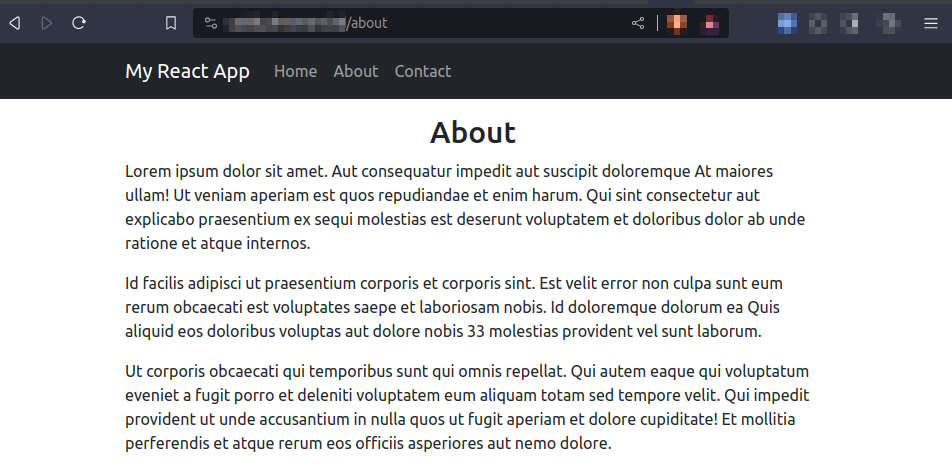 /about
My React App Home About Contact
About
Lorem ipsum dolor sit amet. Aut consequatur impedit aut suscipit doloremque At maiores
ullam! Ut veniam aperiam est quos repudiandae et enim harum. Qui sint consectetur aut
explicabo praesentium ex sequi molestias est deserunt voluptatem et doloribus dolor ab unde
ratione et atque internos.
Id facilis adipisci ut praesentium corporis et corporis sint. Est velit error non culpa sunt eum
rerum obcaecati est voluptates saepe et laboriosam nobis. Id doloremque dolorum ea Quis
aliquid eos doloribus voluptas aut dolore nobis 33 molestias provident vel sunt laborum.
Ut corporis obcaecati qui temporibus sunt qui omnis repellat. Qui autem eaque qui voluptatum
eveniet a fugit porro et deleniti voluptatem eum aliquam totam sed tempore velit. Qui impedit
provident ut unde accusantium in nulla quos ut fugit aperiam et dolore cupiditate! Et mollitia
perferendis et atque rerum eos officiis asperiores aut nemo dolore.